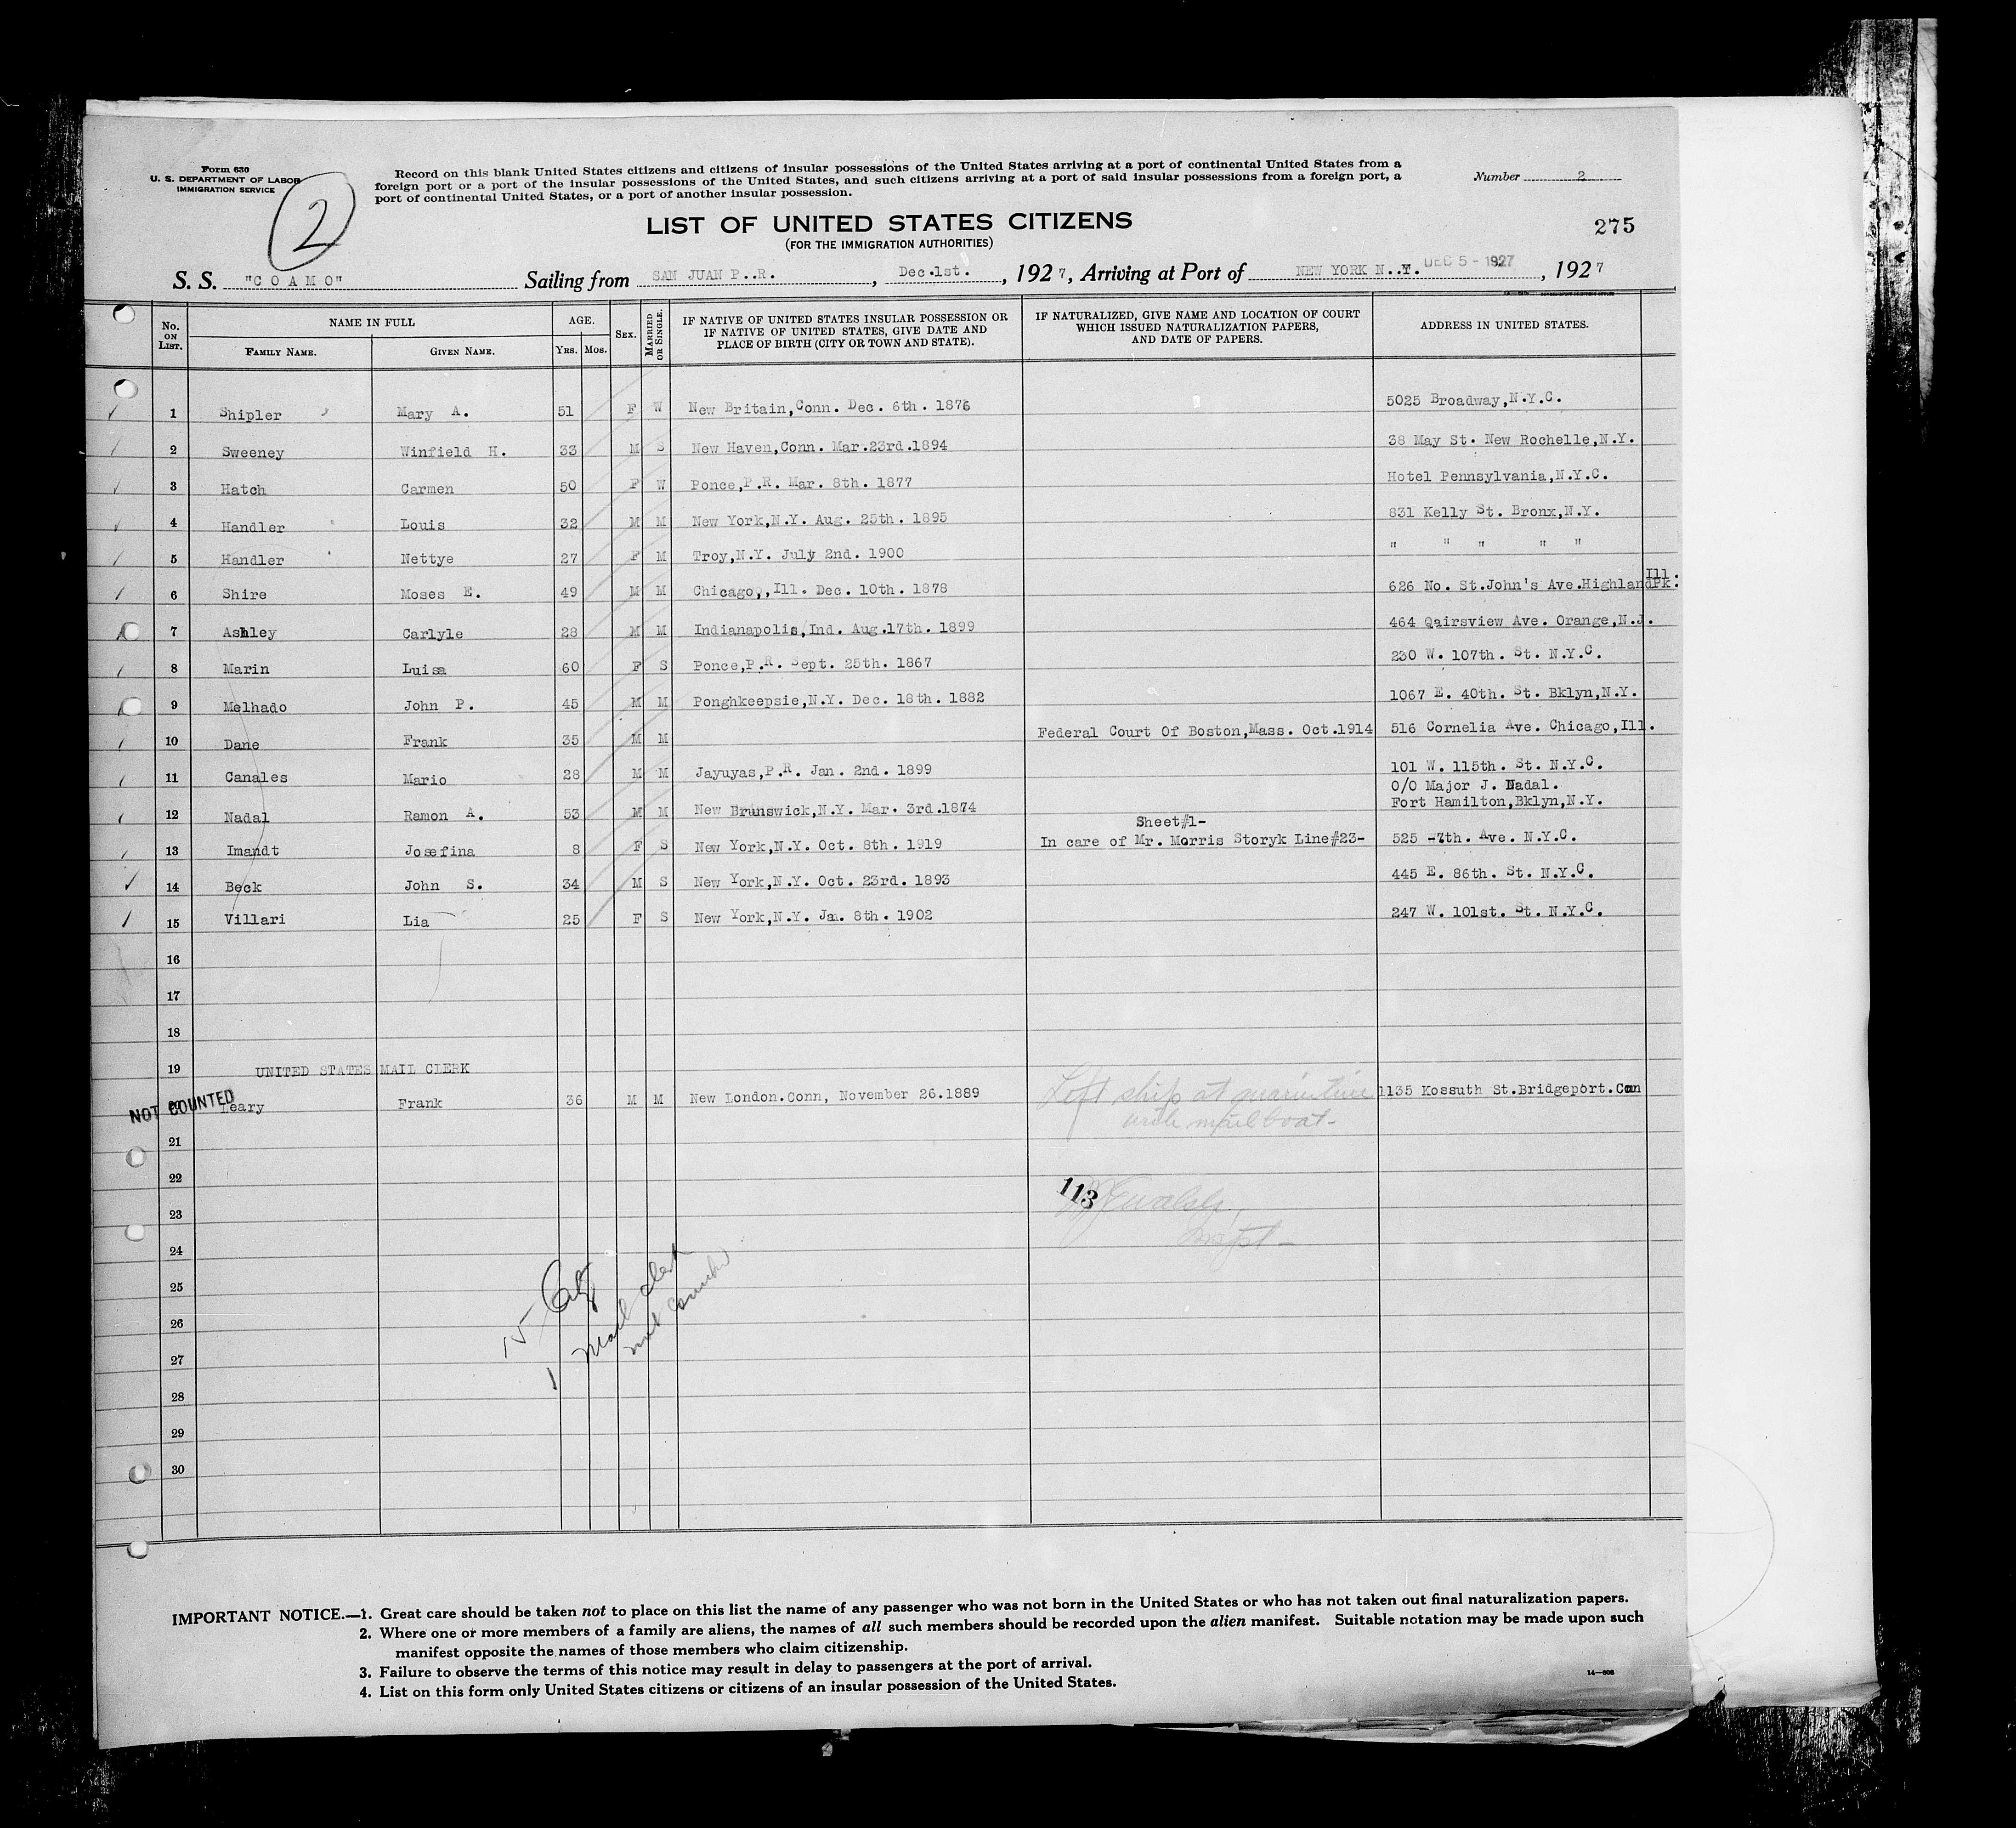 Form 630
U. S. DEPARTMENT OF LABOR
IMMIGRATION SERVICE
2
Record on this blank United States citizens and citizens of insular possessions of the United States arriving at a port of continental United States from a
foreign port or a port of the insular possessions of the United States, and such citizens arriving at a port of said insular possessions from a foreign port, a
port of continental United States, or a port of another insular possession.
Number 2
275
LIST OF UNITED STATES CITIZENS
(FOR THE IMMIGRATION AUTHORITIES)
S. S. "C O A M O" Sailing from SAN JUAN P..R. , Dec.1st. , 1927, Arriving at Port of NEW YORK N..Y. DEC 5 - 1927 , 1927
No. ON LIST. NAME IN FULL FAMILY NAME. GIVEN NAME. AGE. YRS. MOS. SEX. MARRIED OR SINGLE. IF NATIVE OF UNITED STATES INSULAR POSSESSION OR IF NATIVE OF UNITED STATES, GIVE DATE AND PLACE OF BIRTH (CITY OR TOWN AND STATE). IF NATURALIZED, GIVE NAME AND LOCATION OF COURT WHICH ISSUED NATURALIZATION PAPERS, AND DATE OF PAPERS. ADDRESS IN UNITED STATES.
1 Shipler Mary A. 51 F W New Britain,Conn. Dec. 6th. 1876 5025 Broadway,N.Y.C.
2 Sweeney Winfield H. 33 M S New Haven,Conn. Mar.23rd.1894 38 May St. New Rochelle,N.Y.
3 Hatch Carmen 50 F W Ponce,P.R. Mar. 8th. 1877 Hotel Pennsylvania,N.Y.C.
4 Handler Louis 32 M M New York,N.Y. Aug. 25th. 1895 831 Kelly St. Bronx,N.Y.
5 Handler Nettye 27 F M Troy,N.Y. July 2nd. 1900 " " " " "
6 Shire Moses E. 49 M M Chicago,,Ill. Dec. 10th. 1878 626 No. St.John's Ave.HighlandPk. Ill.
7 Ashley Carlyle 28 M M Indianapolis,Ind. Aug.17th. 1899 464 Qairsview Ave. Orange,N.J.
8 Marin Luisa 60 F S Ponce,P.R. Sept. 25th. 1867 230 W. 107th. St. N.Y.C.
9 Melhado John P. 45 M M Ponghkeepsie,N.Y. Dec. 18th. 1882 1067 E. 40th. St. Bklyn,N.Y.
10 Dane Frank 35 M M Federal Court Of Boston,Mass. Oct.1914 516 Cornelia Ave. Chicago,Ill.
11 Canales Mario 28 M M Jayuyas,P.R. Jan. 2nd. 1899 101 W. 115th. St. N.Y.C.
0/0 Major J. Nadal.
12 Nadal Ramon A. 53 M M New Brunswick,N.Y. Mar. 3rd.1874 Fort Hamilton,Bklyn,N.Y.
Sheet#1-
13 Imandt Josefina 8 F S New York,N.Y. Oct. 8th. 1919 In care of Mr. Morris Storyk Line#23- 525 -7th. Ave. N.Y.C.
14 Beck John S. 34 M S New York,N.Y. Oct. 23rd. 1893 445 E. 86th. St. N.Y.C.
15 Villari Lia 25 F S New York,N.Y. Jan. 8th. 1902 247 W. 101st. St. N.Y.C.
16
17
18
19 UNITED STATES MAIL CLERK
NOT COUNTED Leary Frank 36 M M New London.Conn, November 26.1889 Left ship at quarantine 1135 Kossuth St.Bridgeport.Conn
with mail boat-
21
22
113
23
24
25
26
27
28
29
30
15 Citz
1 mail clerk
not counted
IMPORTANT NOTICE.—1. Great care should be taken not to place on this list the name of any passenger who was not born in the United States or who has not taken out final naturalization papers.
2. Where one or more members of a family are aliens, the names of all such members should be recorded upon the alien manifest. Suitable notation may be made upon such
manifest opposite the names of those members who claim citizenship.
3. Failure to observe the terms of this notice may result in delay to passengers at the port of arrival.
4. List on this form only United States citizens or citizens of an insular possession of the United States.
14—808